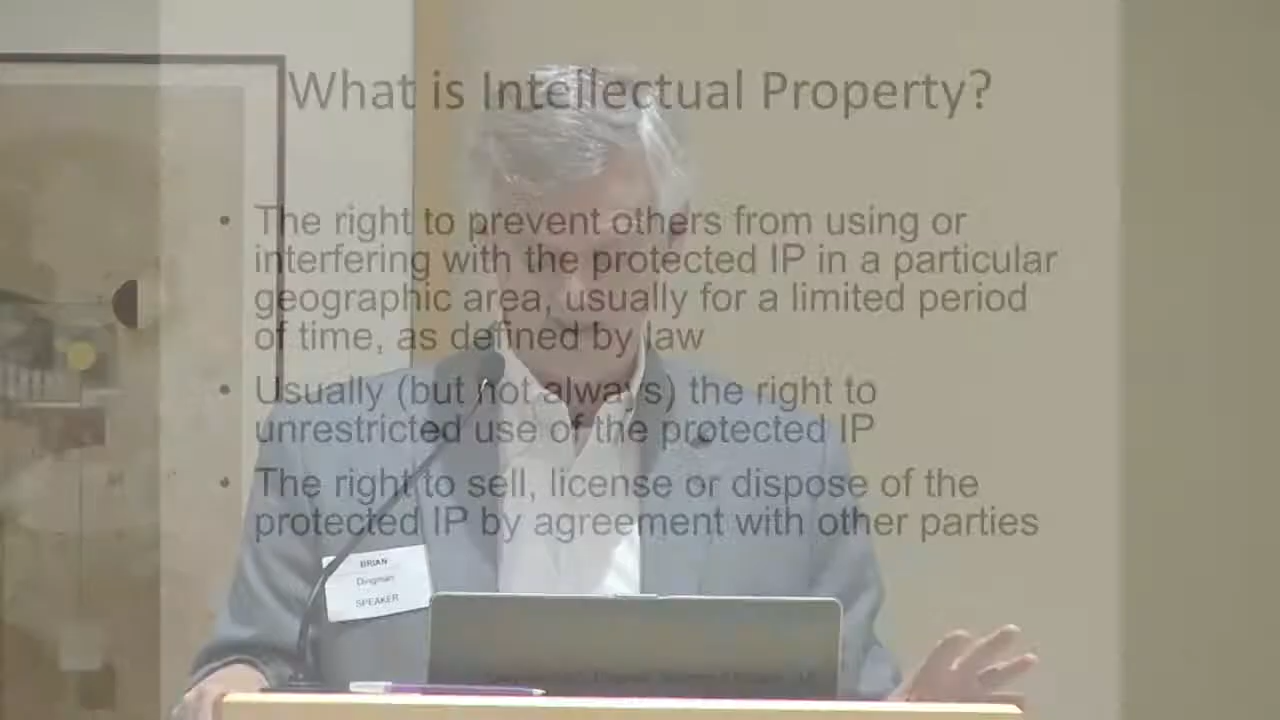 What is Intellectual Property?
• The right to prevent others from using or
interfering with the protected IP in a particular
geographic area, usually for a limited period
of time, as defined by law
• Usually (but not always) the right to
unrestricted use of the protected IP
• The right to sell, license or dispose of the
protected IP by agreement with other parties
BRIAN
Dingman
SPEAKER